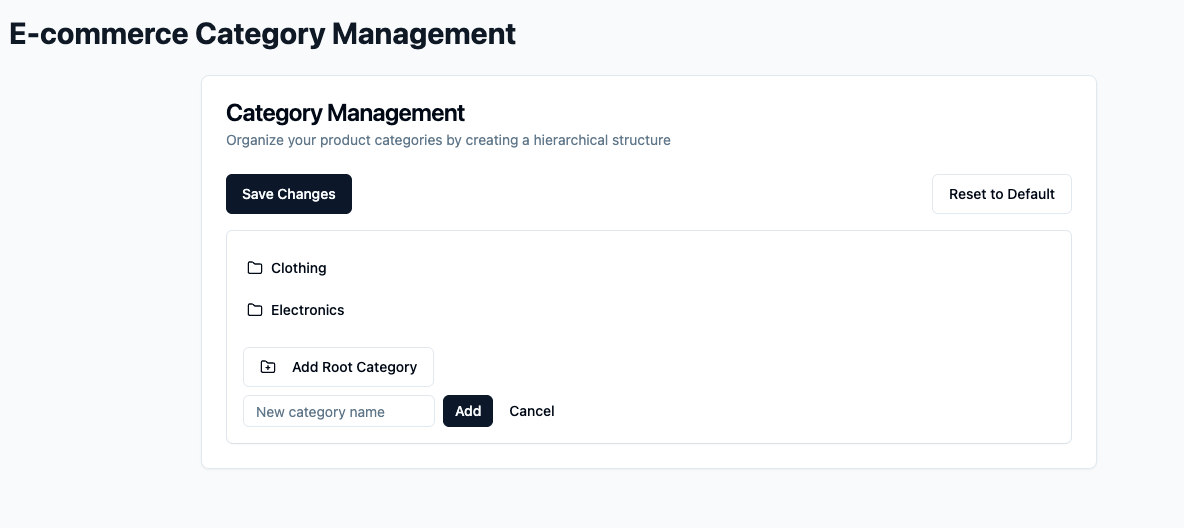 E-commerce Category Management
Category Management
Organize your product categories by creating a hierarchical structure
Save Changes
Reset to Default
Clothing
Electronics
Add Root Category
New category name
Add
Cancel